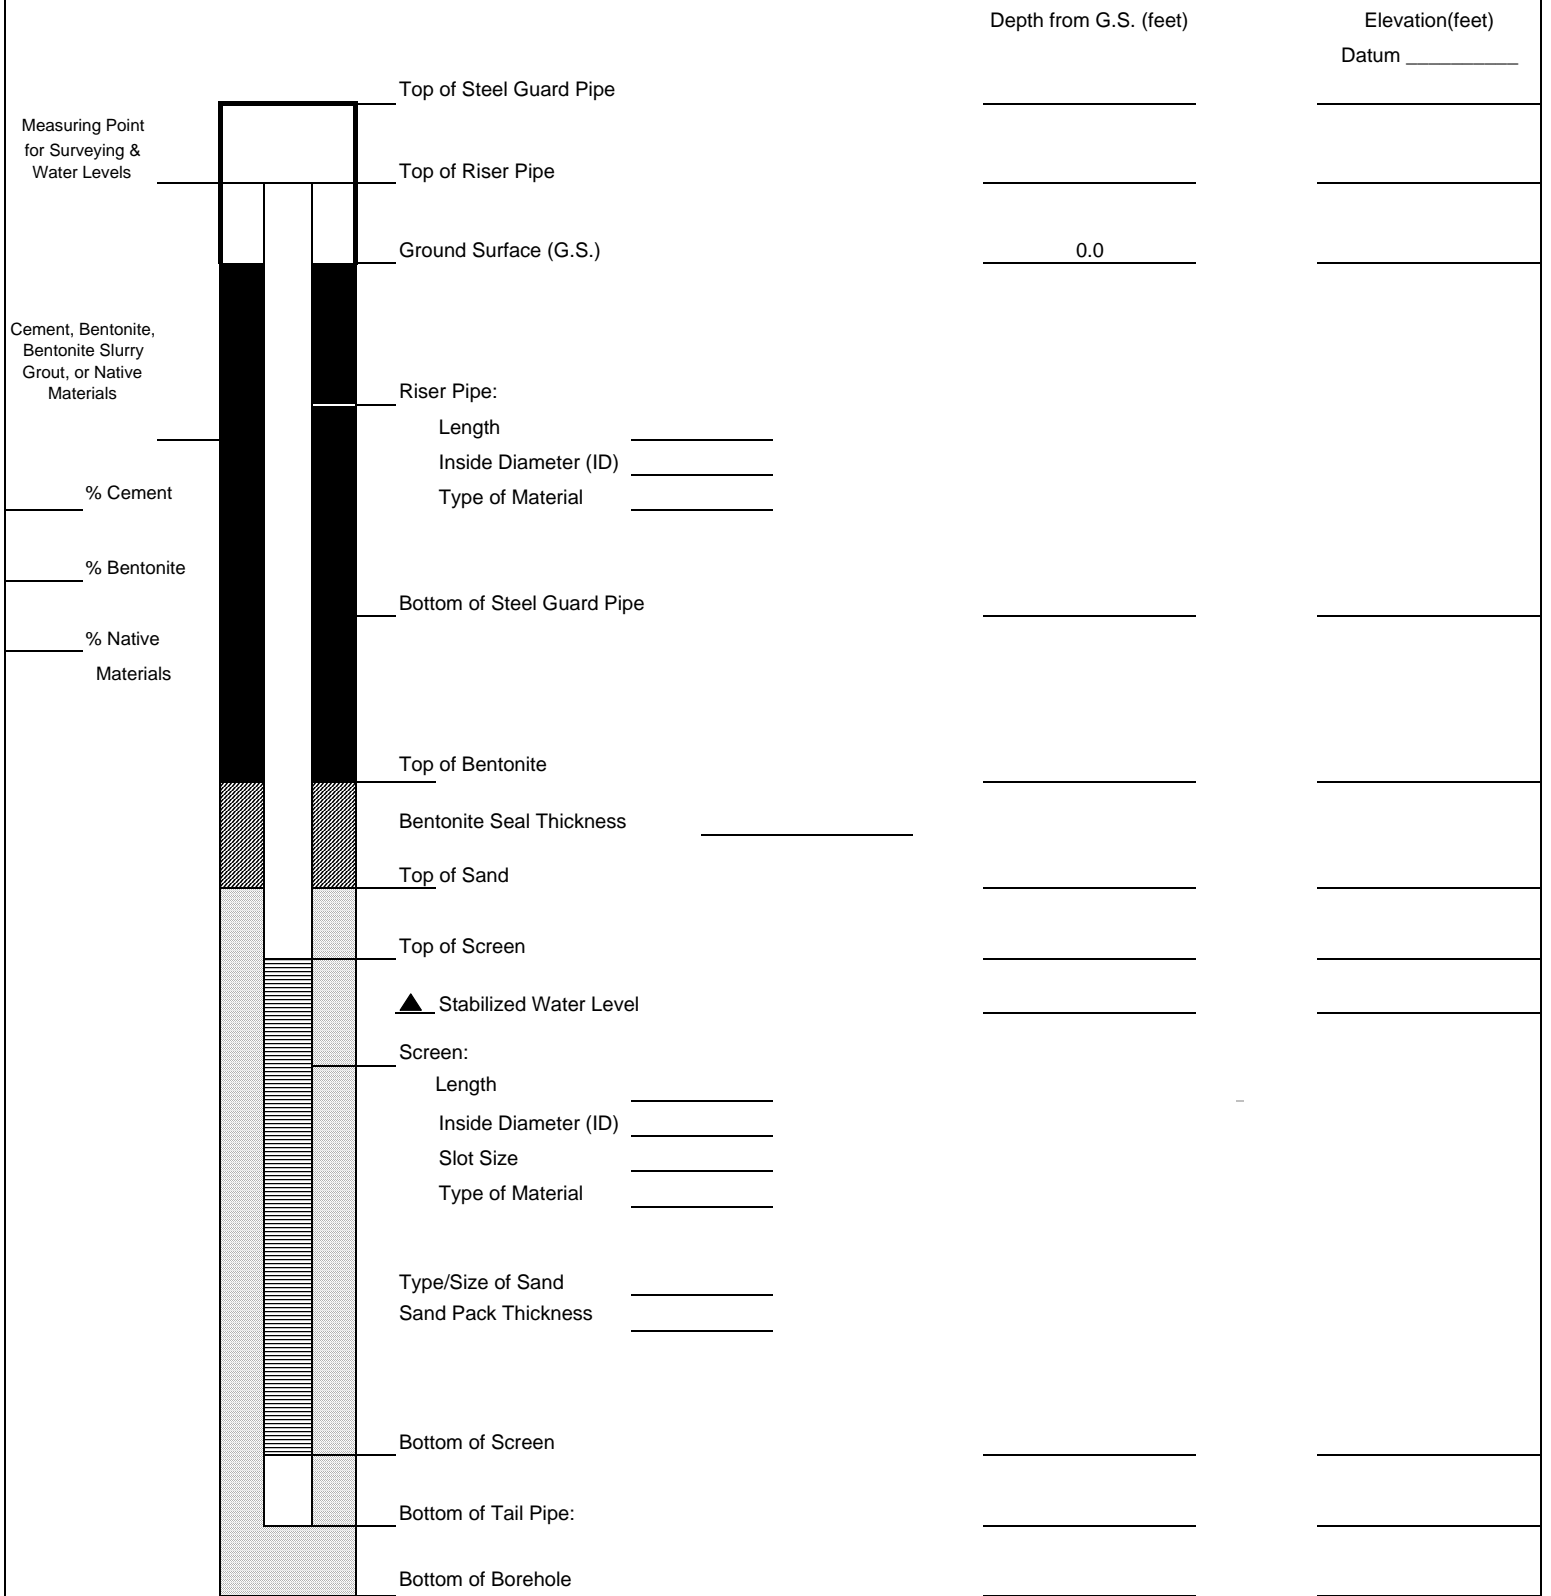 Depth from G.S. (feet) Elevation(feet)
Datum __________
Top of Steel Guard Pipe
Measuring Point
for Surveying &
Water Levels
Top of Riser Pipe
Ground Surface (G.S.) 0.0
Cement, Bentonite,
Bentonite Slurry
Grout, or Native
Materials
Riser Pipe:
Length
Inside Diameter (ID)
Type of Material
% Cement
% Bentonite
Bottom of Steel Guard Pipe
% Native
Materials
Top of Bentonite
Bentonite Seal Thickness
Top of Sand
Top of Screen
Stabilized Water Level
Screen:
Length
Inside Diameter (ID)
Slot Size
Type of Material
Type/Size of Sand
Sand Pack Thickness
Bottom of Screen
Bottom of Tail Pipe:
Bottom of Borehole